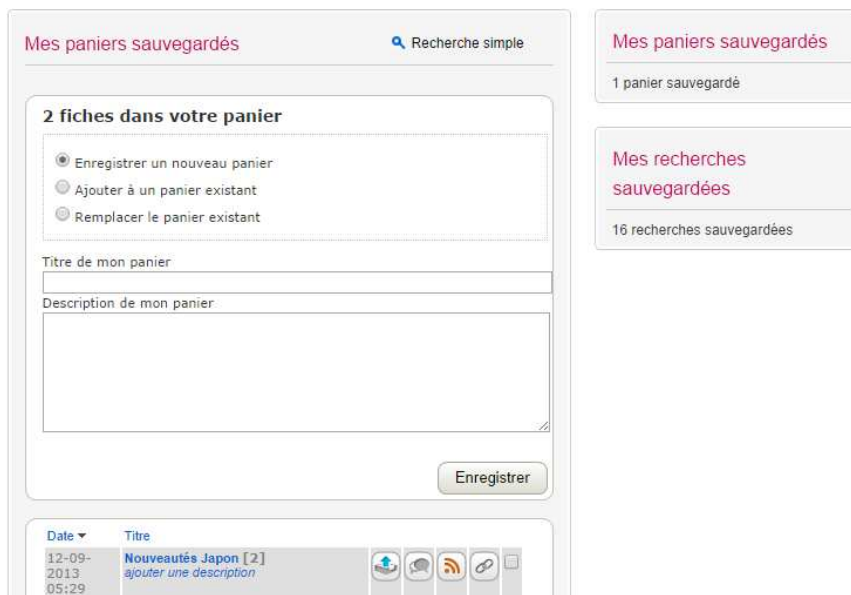 Mes paniers sauvegardés
Recherche simple
2 fiches dans votre panier
Enregistrer un nouveau panier
Ajouter à un panier existant
Remplacer le panier existant
Titre de mon panier
Description de mon panier
Enregistrer
Date
Titre
12-09-
2013
05:29
Nouveautés Japon [2]
ajouter une description
Mes paniers sauvegardés
1 panier sauvegardè
Mes recherches
sauvegardées
16 recherches sauvegardèes